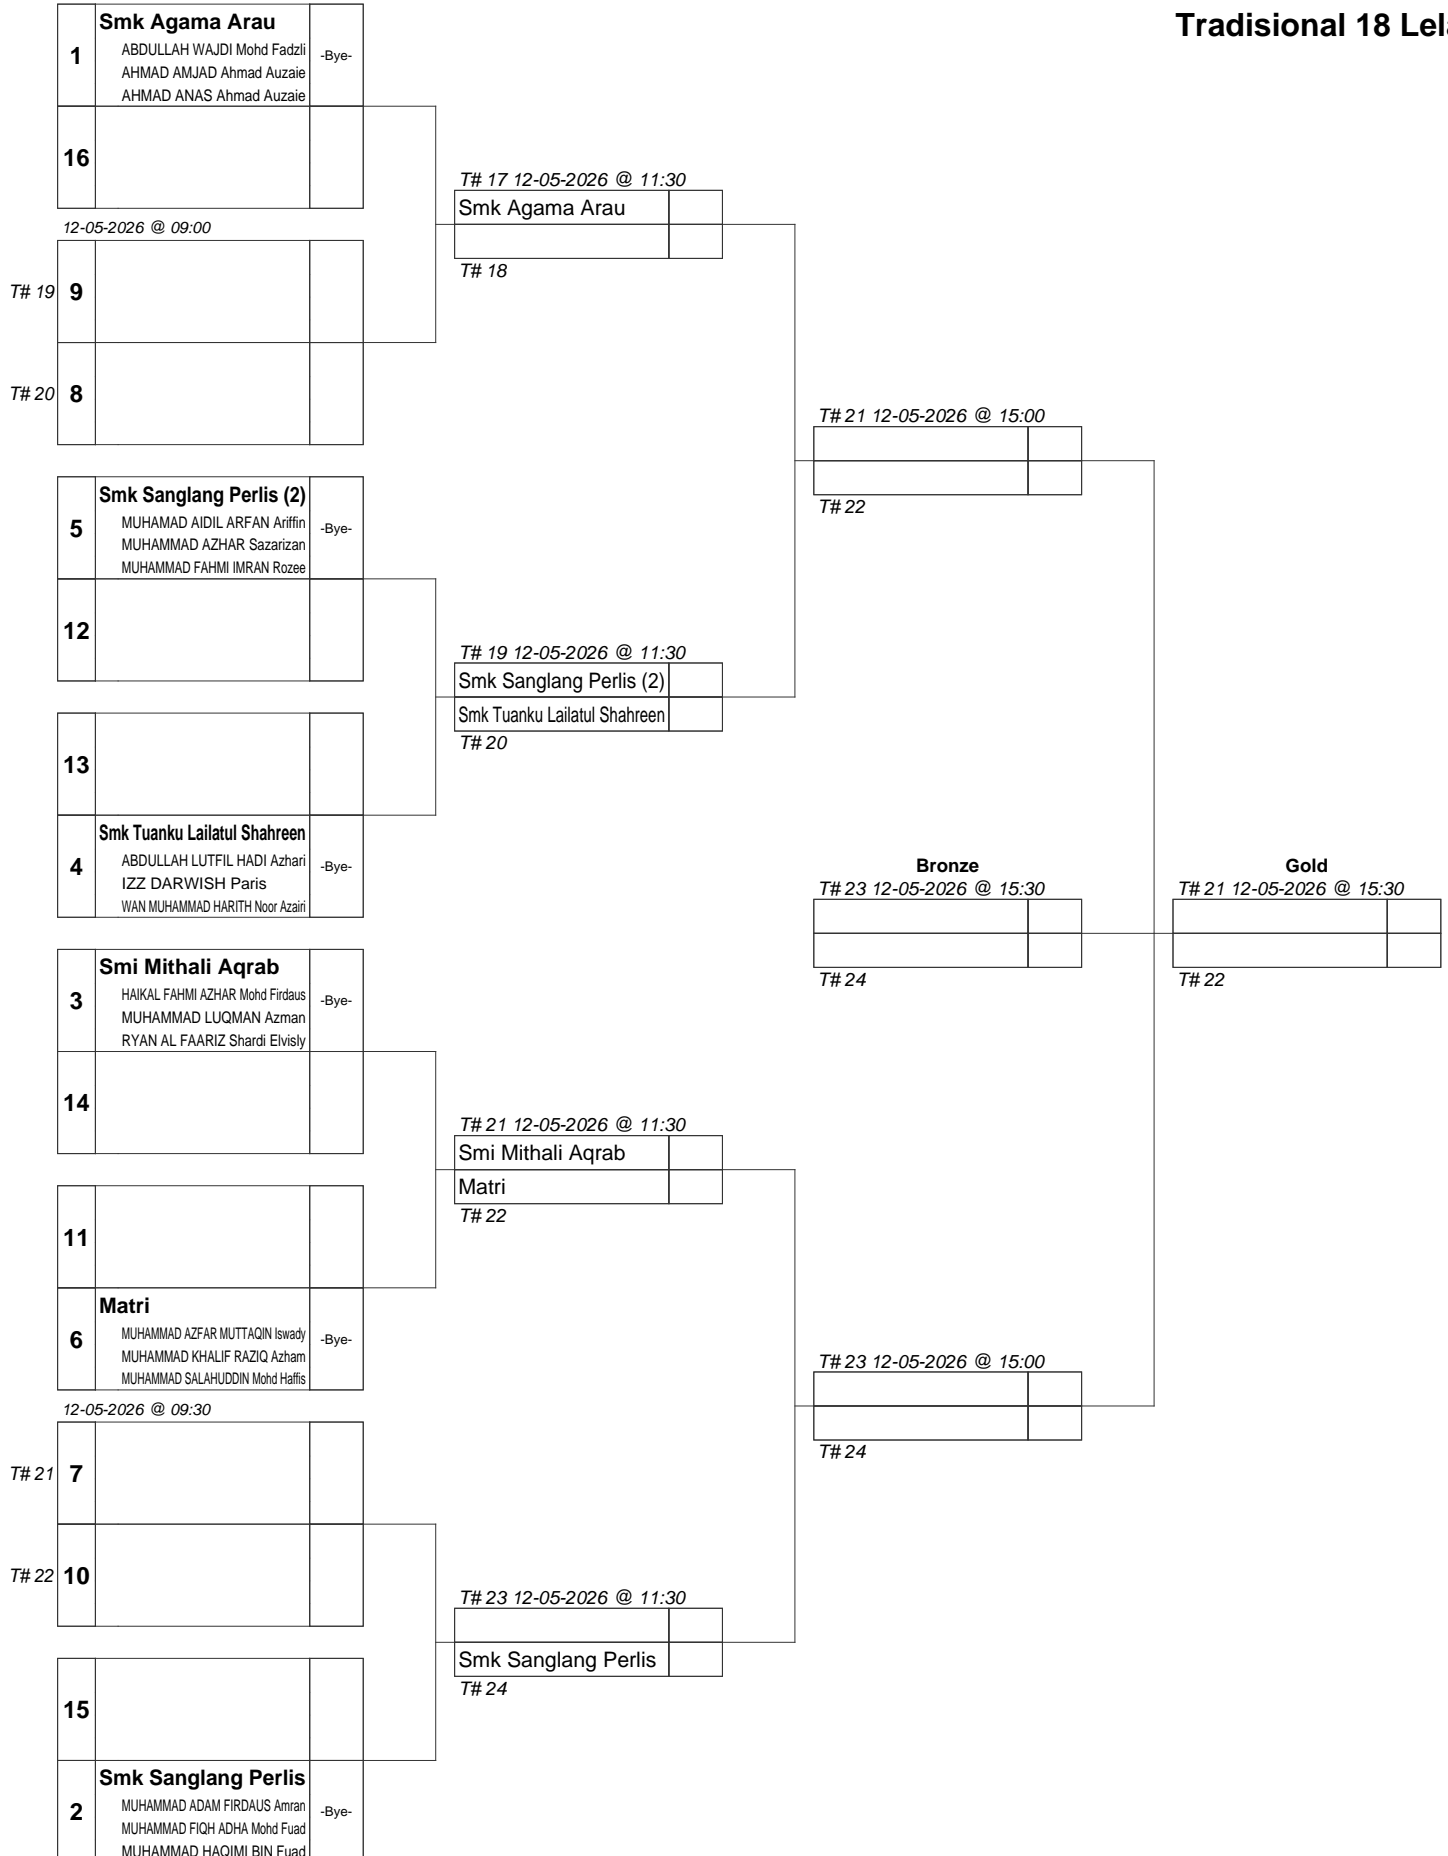 Tradisional 18 Lela
Smk Agama Arau
1
ABDULLAH WAJDI Mohd Fadzli
-Bye-
AHMAD AMJAD Ahmad Auzaie
AHMAD ANAS Ahmad Auzaie
16
12-05-2026 @ 09:00
T# 19 9
T# 20 8
Smk Sanglang Perlis (2)
5
MUHAMAD AIDIL ARFAN Ariffin
-Bye-
MUHAMMAD AZHAR Sazarizan
MUHAMMAD FAHMI IMRAN Rozee
12
13
Smk Tuanku Lailatul Shahreen
4
ABDULLAH LUTFIL HADI Azhari
-Bye-
IZZ DARWISH Paris
WAN MUHAMMAD HARITH Noor Azairi
Smi Mithali Aqrab
3
HAIKAL FAHMI AZHAR Mohd Firdaus
-Bye-
MUHAMMAD LUQMAN Azman
RYAN AL FAARIZ Shardi Elvisly
14
11
Matri
6
MUHAMMAD AZFAR MUTTAQIN Iswady
-Bye-
MUHAMMAD KHALIF RAZIQ Azham
MUHAMMAD SALAHUDDIN Mohd Haffis
12-05-2026 @ 09:30
T# 21 7
T# 22 10
15
Smk Sanglang Perlis
2
MUHAMMAD ADAM FIRDAUS Amran
-Bye-
MUHAMMAD FIQH ADHA Mohd Fuad
MUHAMMAD HAQIMI BIN Fuad
T# 17 12-05-2026 @ 11:30
Smk Agama Arau
T# 18
T# 19 12-05-2026 @ 11:30
Smk Sanglang Perlis (2)
Smk Tuanku Lailatul Shahreen
T# 20
T# 21 12-05-2026 @ 11:30
Smi Mithali Aqrab
Matri
T# 22
T# 23 12-05-2026 @ 11:30
Smk Sanglang Perlis
T# 24
T# 21 12-05-2026 @ 15:00
T# 22
T# 23 12-05-2026 @ 15:00
T# 24
Bronze
T# 23 12-05-2026 @ 15:30
T# 24
Gold
T# 21 12-05-2026 @ 15:30
T# 22